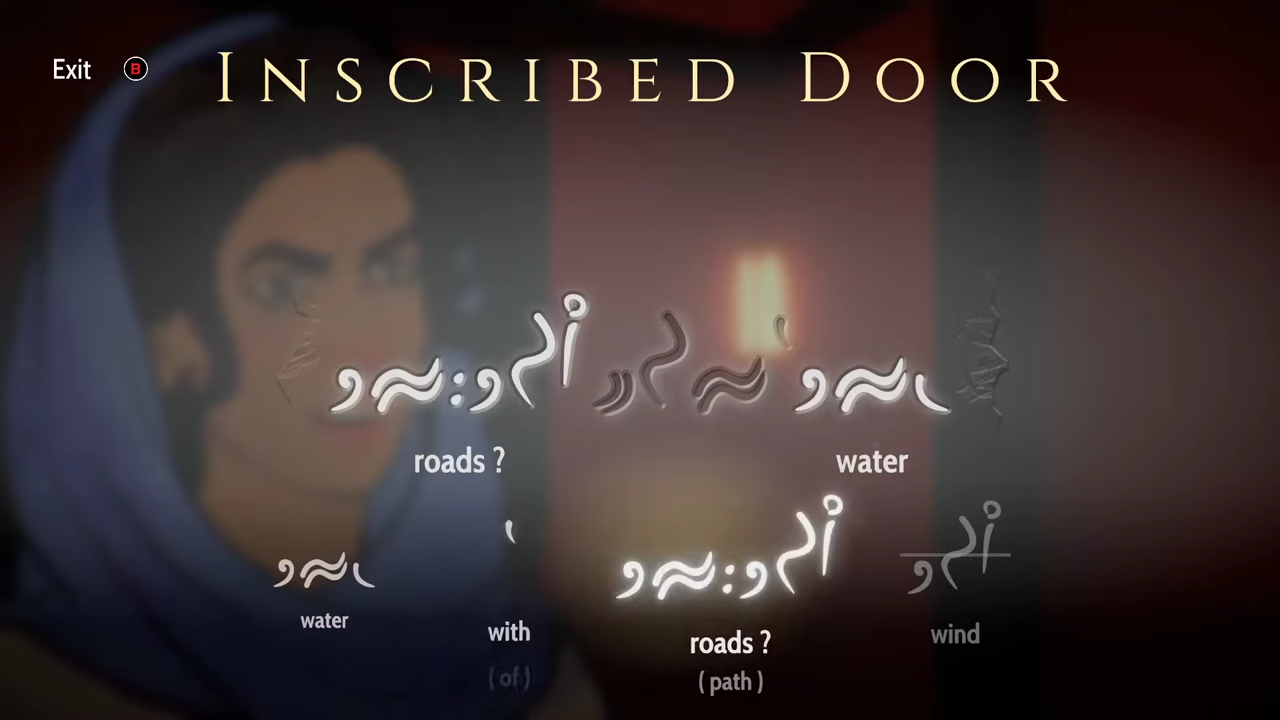 Exit B INSCRIBED DOOR
roads ? water
water with roads ? wind
( of ) ( path )